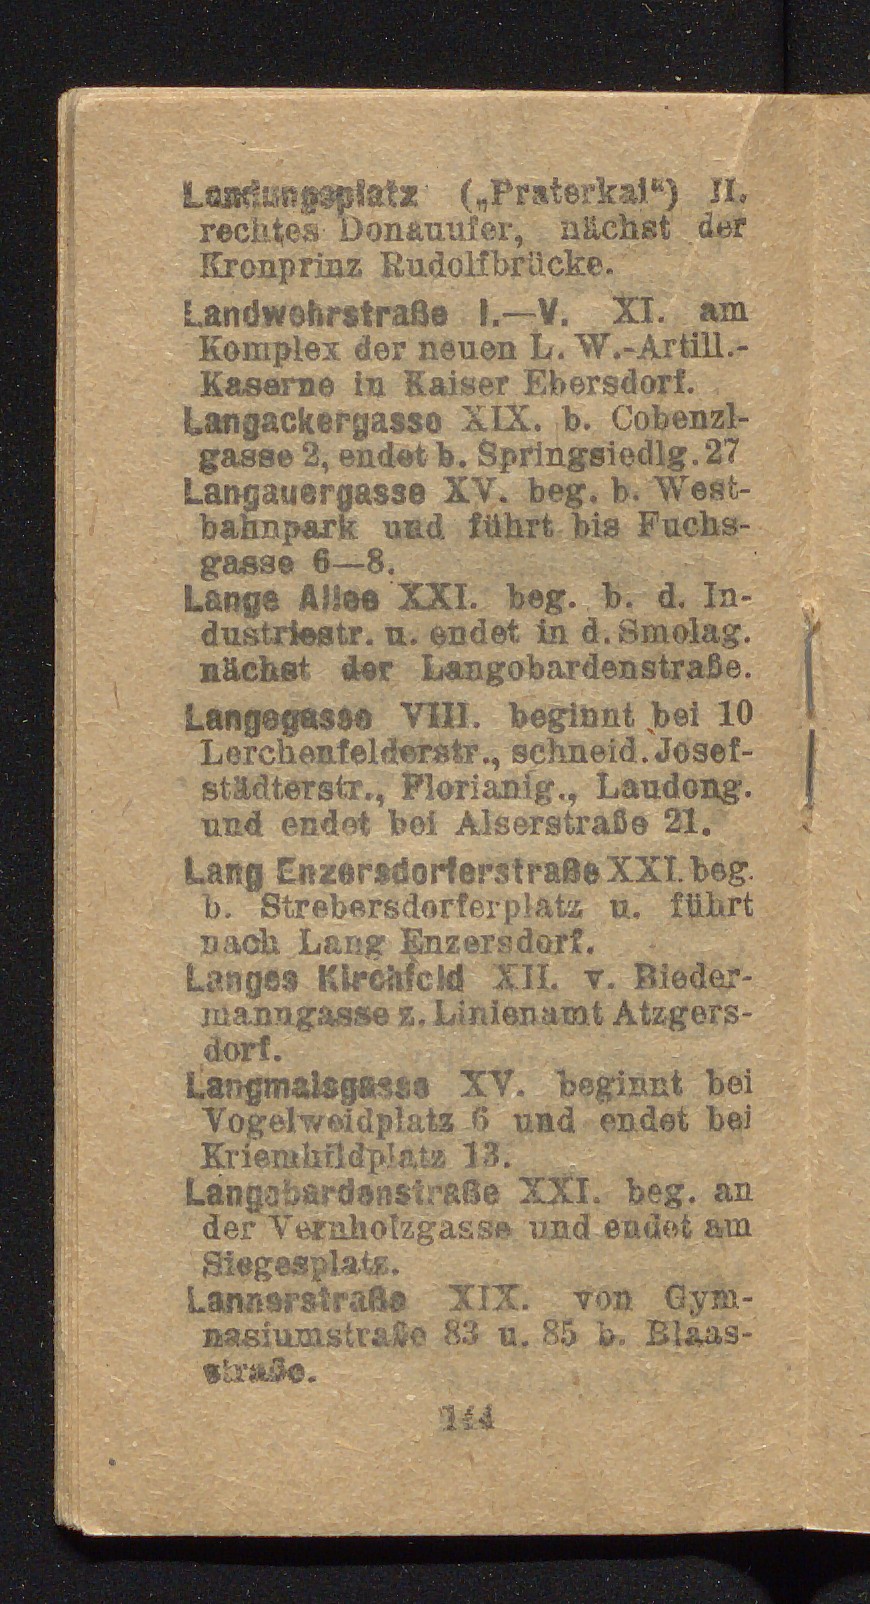 Landungsplatz („Praterkai“) II.
rechtes Donauufer, nächst der
Kronprinz Rudolfbrücke.
Landwehrstraße I.—V. XI. am
Komplex der neuen L. W.-Artill.-
Kaserne in Kaiser Ebersdorf.
Langackergasse XIX. b. Cobenzl-
gasse 2, endet b. Springsiedlg. 27
Langauergasse XV. beg. b. West-
bahnpark und führt bis Fuchs-
gasse 6—8.
Lange Allee XXI. beg. b. d. In-
dustriestr. u. endet in d. Smolag.
nächst der Langobardenstraße.
Langegasse VIII. beginnt bei 10
Lerchenfelderstr., schneid. Josef-
städterstr., Florianig., Laudong.
und endet bei Alserstraße 21.
Lang Enzersdorferstraße XXI. beg.
b. Strebersdorferplatz u. führt
nach Lang Enzersdorf.
Langes Kirchfeld XII. v. Bieder-
manngasse z. Linienamt Atzgers-
dorf.
Langmaisgasse XV. beginnt bei
Vogelweidplatz 6 und endet bei
Kriemhildplatz 13.
Langobardenstraße XXI. beg. an
der Vernholzgasse und endet am
Siegesplatz.
Lannerstraße XIX. von Gym-
nasiumstraße 83 u. 85 b. Blaas-
straße.
144